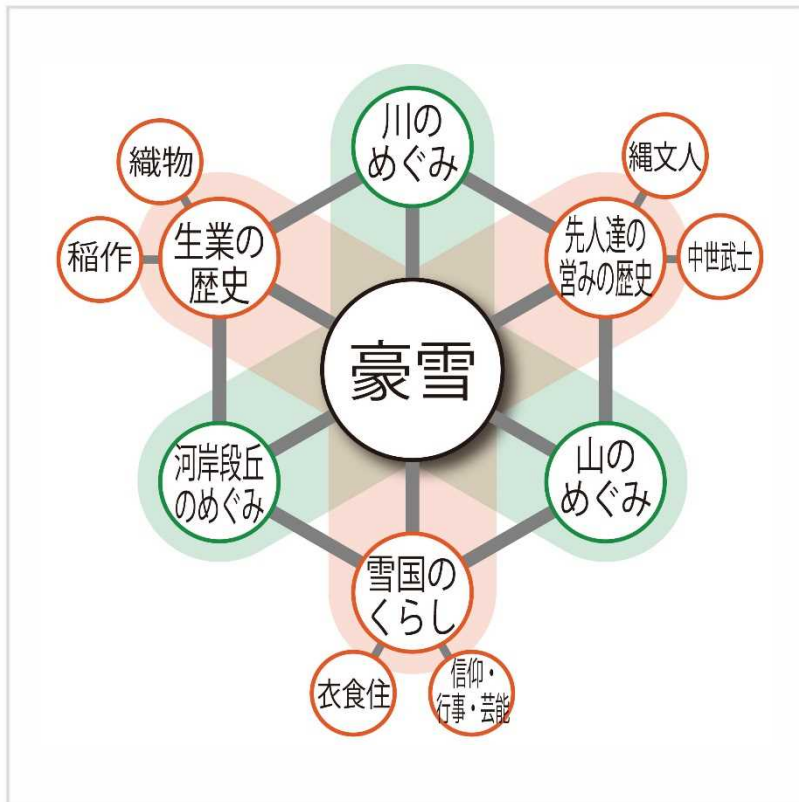 川の
めぐみ
織物
縄文人
稲作
生業の
歴史
先人達の
営みの歴史
中世武士
豪雪
河岸段丘
のめぐみ
山の
めぐみ
雪国の
くらし
衣食住
信仰・
行事・芸能